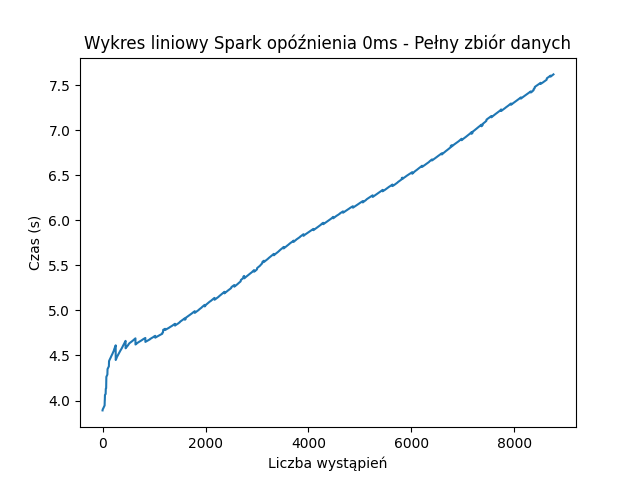 Wykres liniowy Spark opóźnienia 0ms - Pełny zbiór danych
7.5
7.0
6.5
6.0
5.5
5.0
4.5
4.0
Czas (s)
0 2000 4000 6000 8000
Liczba wystąpień